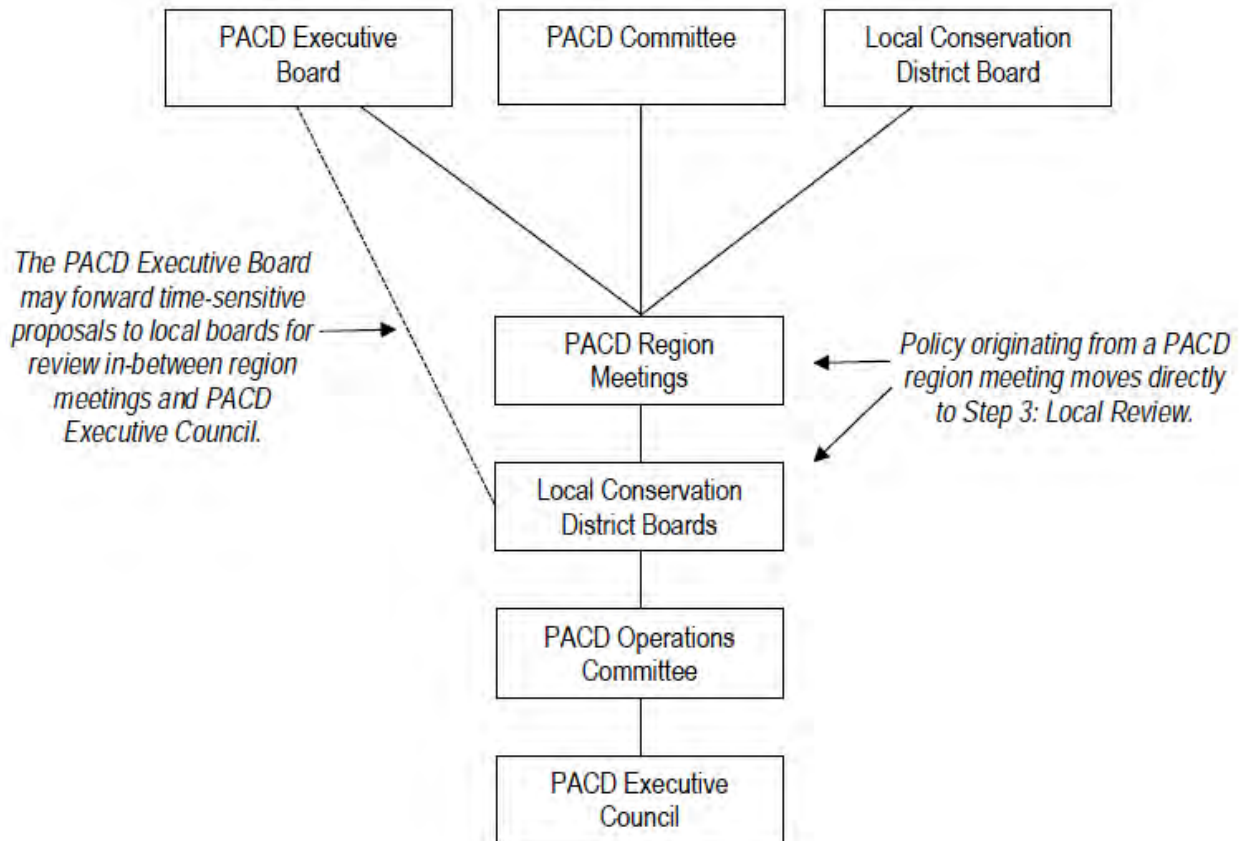 PACD Executive
Board
PACD Committee
Local Conservation
District Board
The PACD Executive Board
may forward time-sensitive
proposals to local boards for
review in-between region
meetings and PACD
Executive Council.
PACD Region
Meetings
Policy originating from a PACD
region meeting moves directly
to Step 3: Local Review.
Local Conservation
District Boards
PACD Operations
Committee
PACD Executive
Council